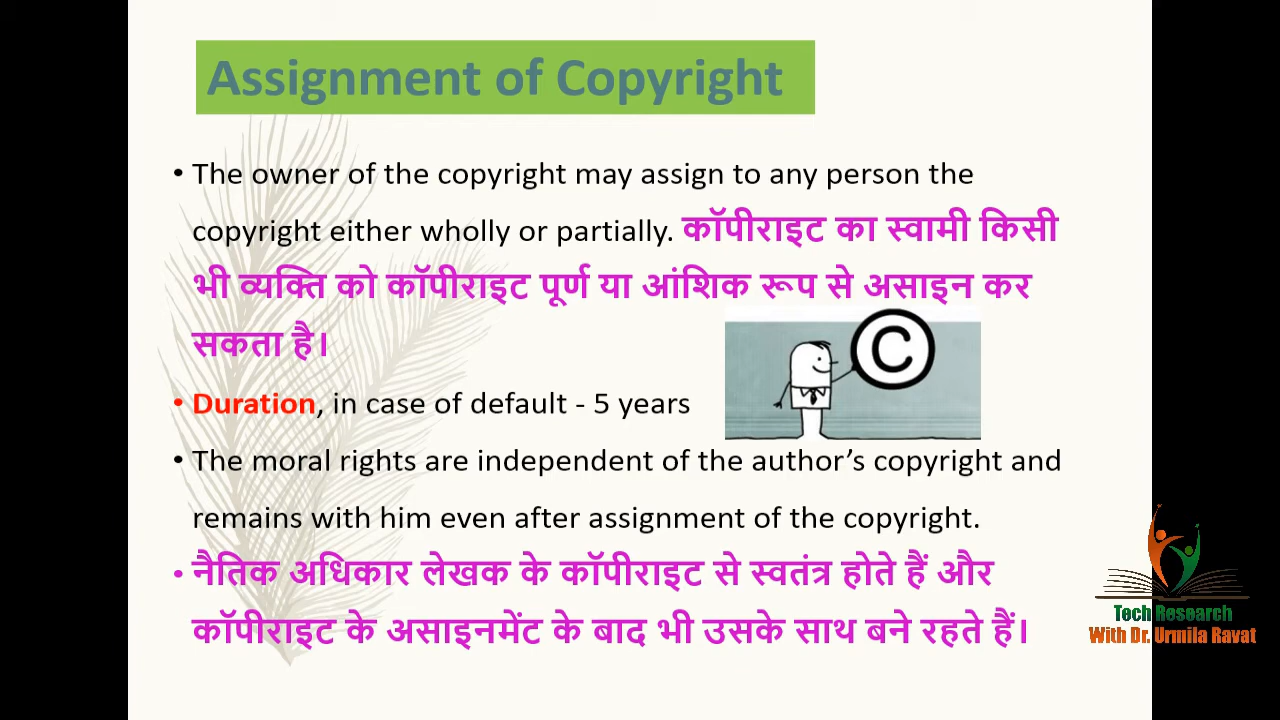 Assignment of Copyright
• The owner of the copyright may assign to any person the
copyright either wholly or partially. कॉपीराइट का स्वामी किसी
भी व्यक्ति को कॉपीराइट पूर्ण या आंशिक रूप से असाइन कर
सकता है।
• Duration, in case of default - 5 years
• The moral rights are independent of the author’s copyright and
remains with him even after assignment of the copyright.
• नैतिक अधिकार लेखक के कॉपीराइट से स्वतंत्र होते हैं और
कॉपीराइट के असाइनमेंट के बाद भी उसके साथ बने रहते हैं।
C
Tech Research
With Dr. Urmila Ravat